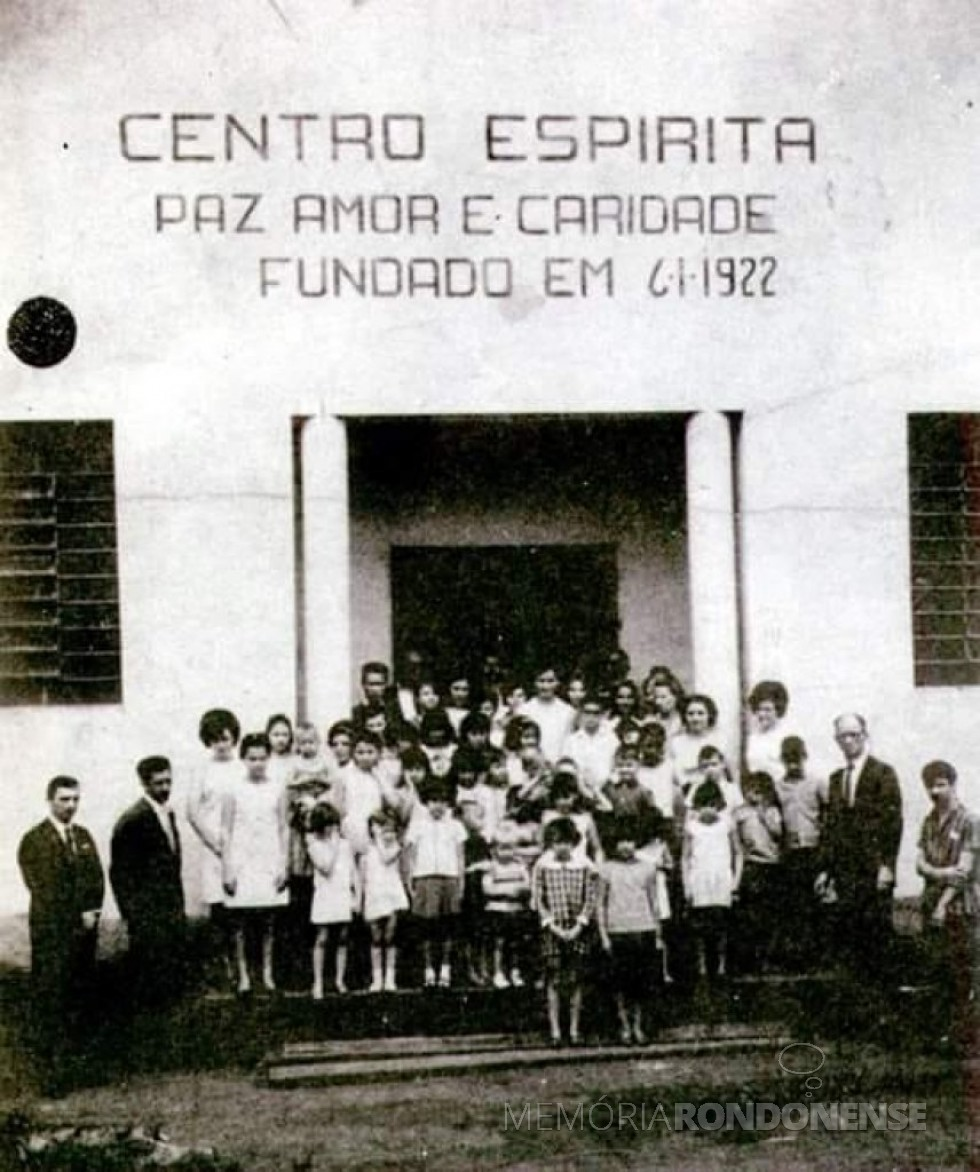 CENTRO ESPIRITA
PAZ AMOR E CARIDADE
FUNDADO EM 6·1·1922
MEMÓRIARONDONENSE